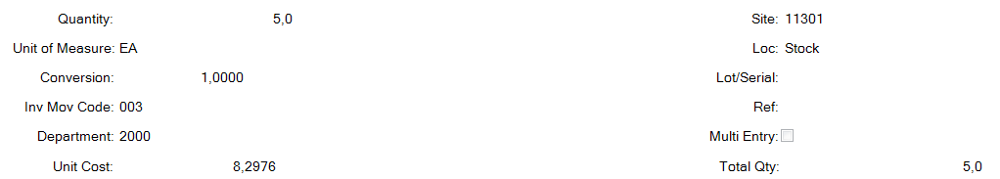 Quantity: 5,0 Site: 11301
Unit of Measure: EA Loc: Stock
Conversion: 1,0000 Lot/Serial:
Inv Mov Code: 003 Ref:
Department: 2000 Multi Entry:
Unit Cost: 8,2976 Total Qty: 5,0